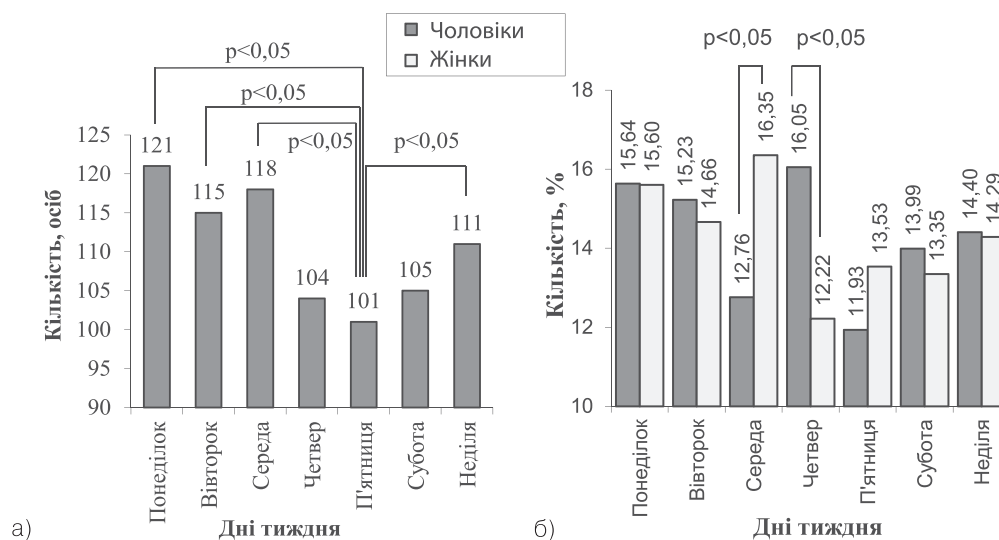 Чоловіки
Жінки
p<0,05
p<0,05
p<0,05
p<0,05
Кількість, осіб
125
120
115
110
105
100
95
90
121
115
118
104
101
105
111
Понеділок
Вівторок
Середа
Четвер
П'ятниця
Субота
Неділя
а)
Дні тиждня
p<0,05
p<0,05
Кількість, %
18
16
14
12
10
15,64
15,60
15,23
14,66
12,76
16,35
16,05
12,22
11,93
13,53
13,99
13,35
14,40
14,29
Понеділок
Вівторок
Середа
Четвер
П'ятниця
Субота
Неділя
б)
Дні тиждня